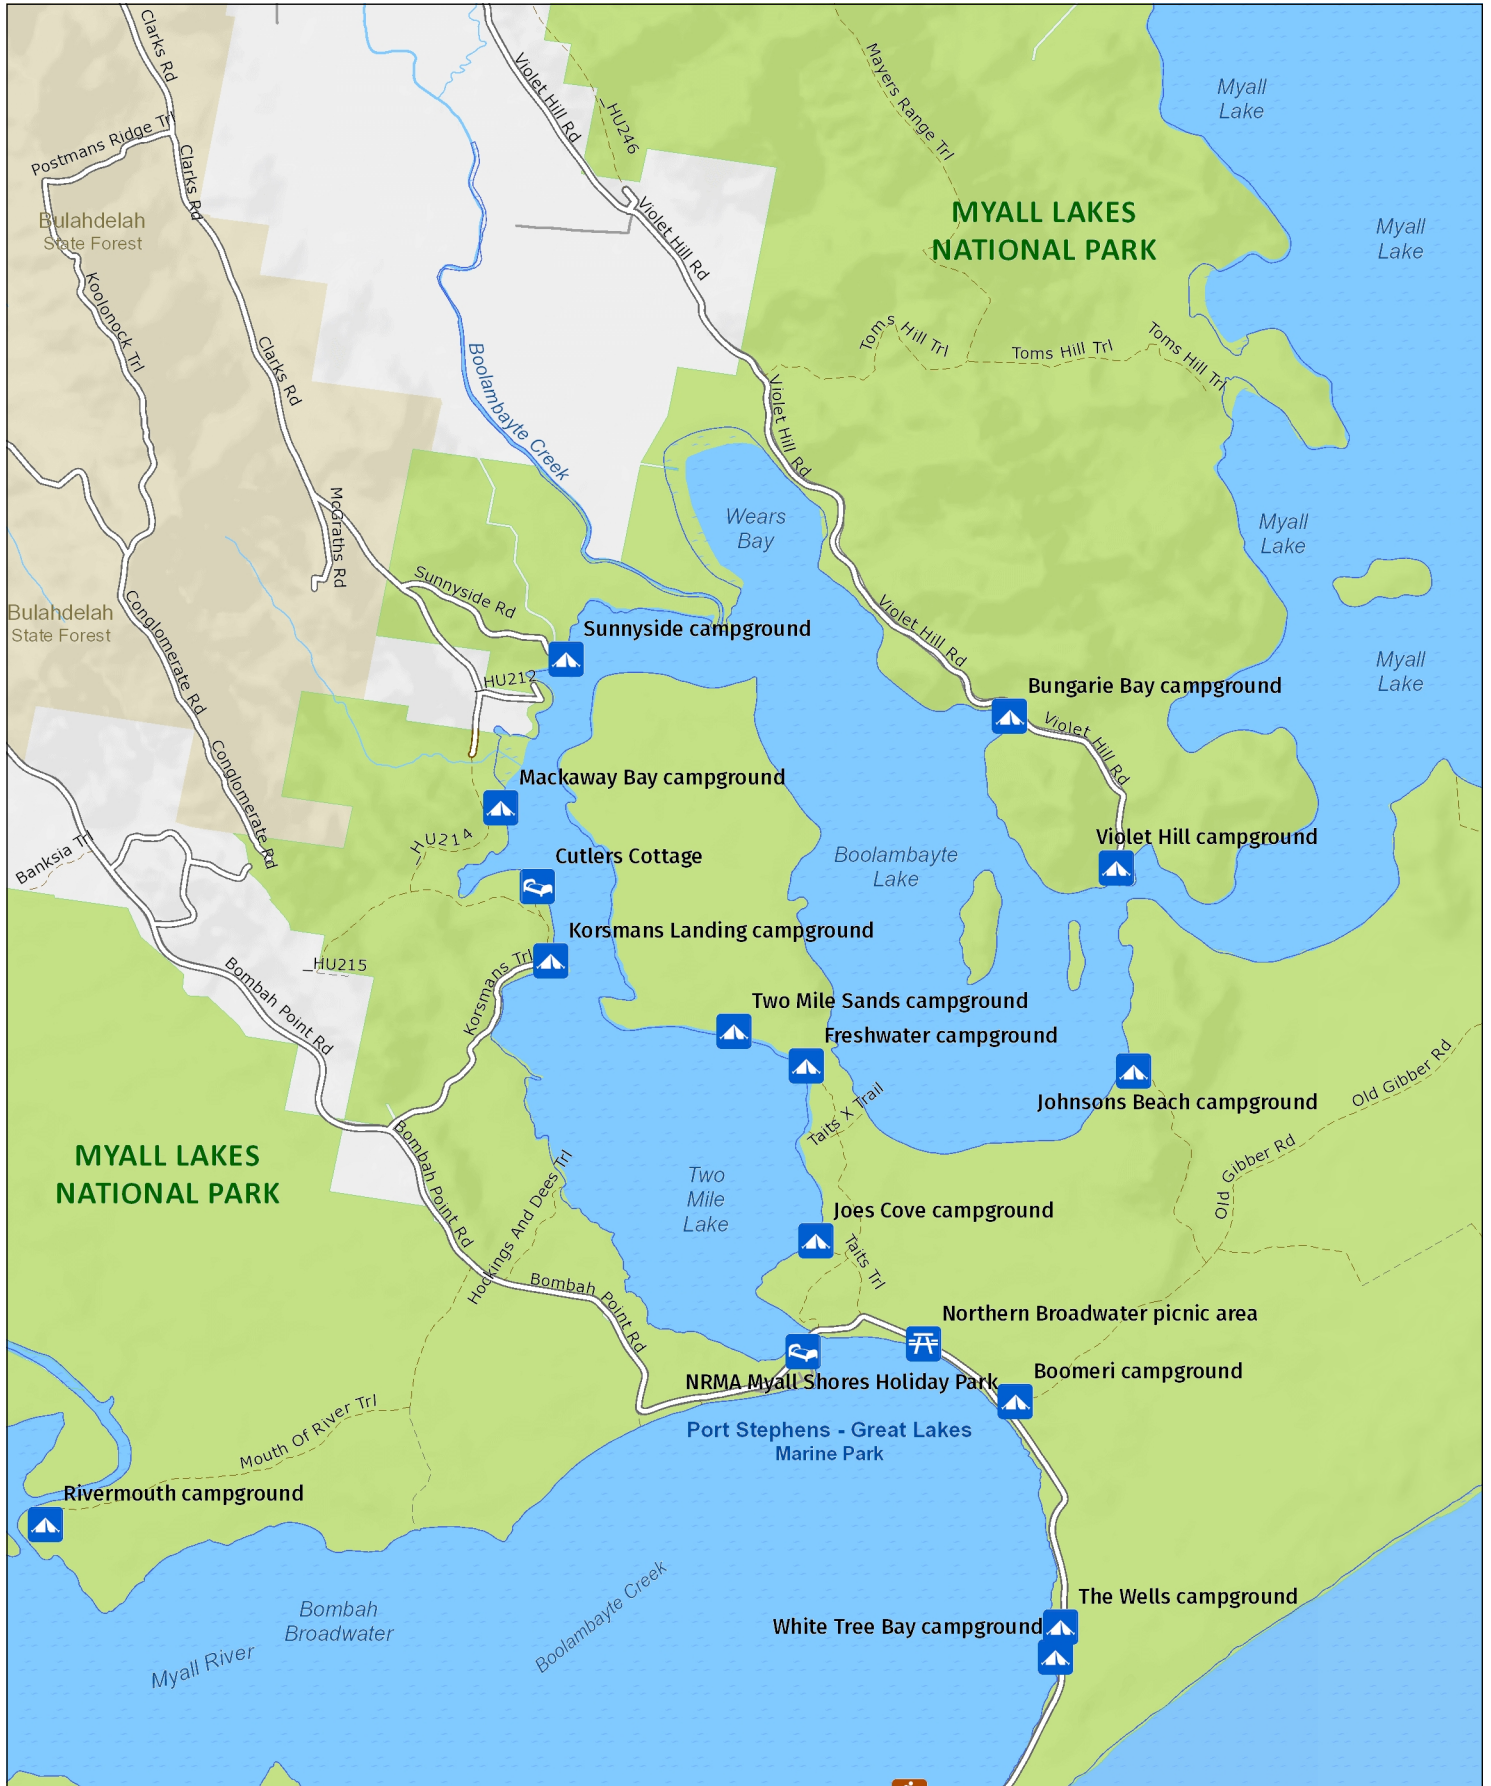 Clarks Rd
Violet Hill Rd
HU246
Mayers Range Trl
Myall
Lake
Postmans Ridge Trl
Clarks Rd
Bulahdelah
State Forest
Violet Hill Rd
MYALL LAKES
NATIONAL PARK
Myall
Lake
Koolonock Trl
Clarks Rd
Boolambayte Creek
Toms Hill Trl
Toms Hill Trl
Toms Hill Trl
Violet Hill Rd
McGraths Rd
Wears
Bay
Myall
Lake
Sunnyside Rd
Bulahdelah
State Forest
Conglomerate Rd
Sunnyside campground
Violet Hill Rd
Myall
Lake
HU212
Bungarie Bay campground
Violet Hill Rd
Conglomerate Rd
Mackaway Bay campground
HU214
Banksia Trl
Cutlers Cottage
Boolambayte
Lake
Violet Hill campground
Korsmans Landing campground
HU215
Korsmans Trl
Bombah Point Rd
Two Mile Sands campground
Freshwater campground
Taits X Trail
Johnsons Beach campground
Old Gibber Rd
MYALL LAKES
NATIONAL PARK
Bombah Point Rd
Hockings And Dees Trl
Two
Mile
Lake
Old Gibber Rd
Joes Cove campground
Taits Trl
Bombah Point Rd
Northern Broadwater picnic area
NRMA Myall Shores Holiday Park
Boomeri campground
Mouth Of River Trl
Port Stephens - Great Lakes
Marine Park
Rivermouth campground
Bombah
Broadwater
Myall River
Boolambayte Creek
The Wells campground
White Tree Bay campground